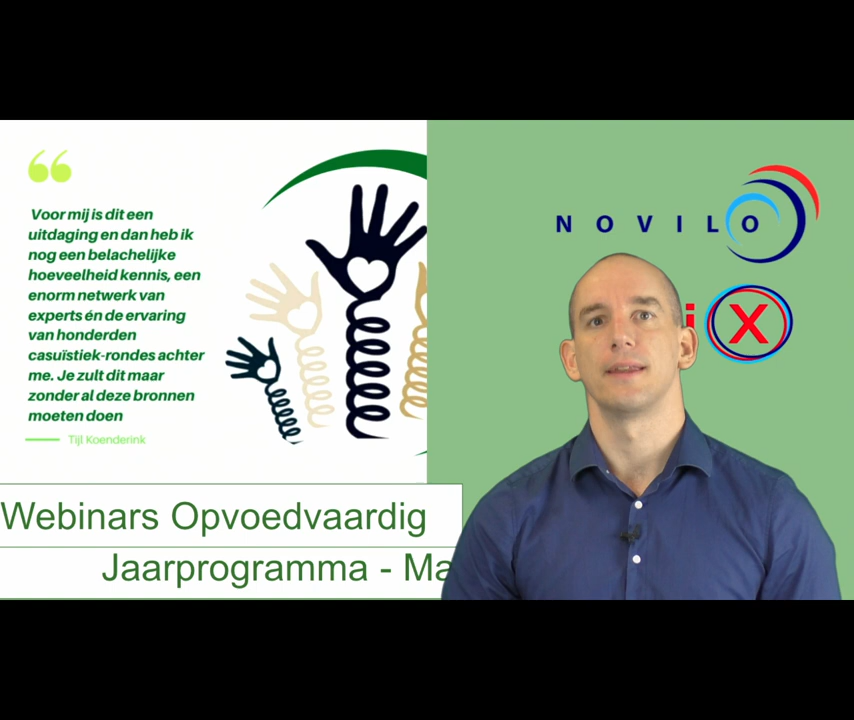 Voor mij is dit een
uitdaging en dan heb ik
nog een belachelijke
hoeveelheid kennis, een
enorm netwerk van
experts én de ervaring
van honderden
casuïstiek-rondes achter
me. Je zult dit maar
zonder al deze bronnen
moeten doen
Tijl Koenderink
NOVILO
i X
Webinars Opvoedvaardig
Jaarprogramma - Ma